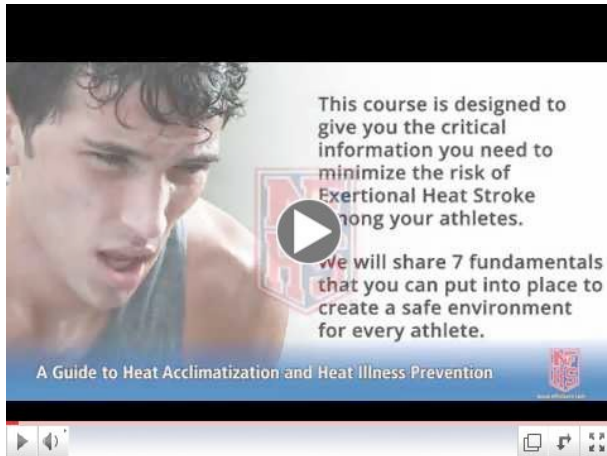 This course is designed to
give you the critical
information you need to
minimize the risk of
Exertional Heat Stroke
among your athletes.
We will share 7 fundamentals
that you can put into place to
create a safe environment
for every athlete.
A Guide to Heat Acclimatization and Heat Illness Prevention
NFHS